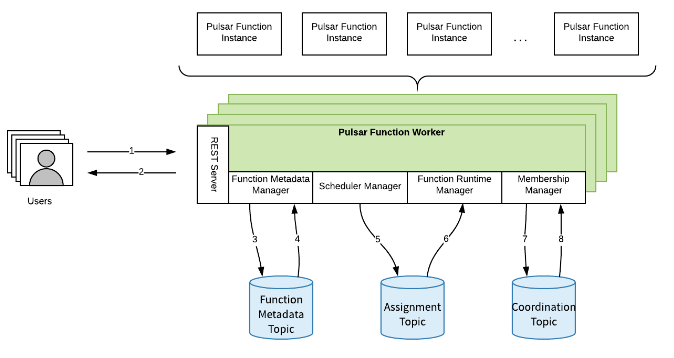 Pulsar Function
Instance
Pulsar Function
Instance
Pulsar Function
Instance
. . .
Pulsar Function
Instance
Pulsar Function Worker
REST Server
Function Metadata
Manager
Scheduler Manager
Function Runtime
Manager
Membership
Manager
1
2
Users
3
4
5
6
7
8
Function
Metadata
Topic
Assignment
Topic
Coordination
Topic